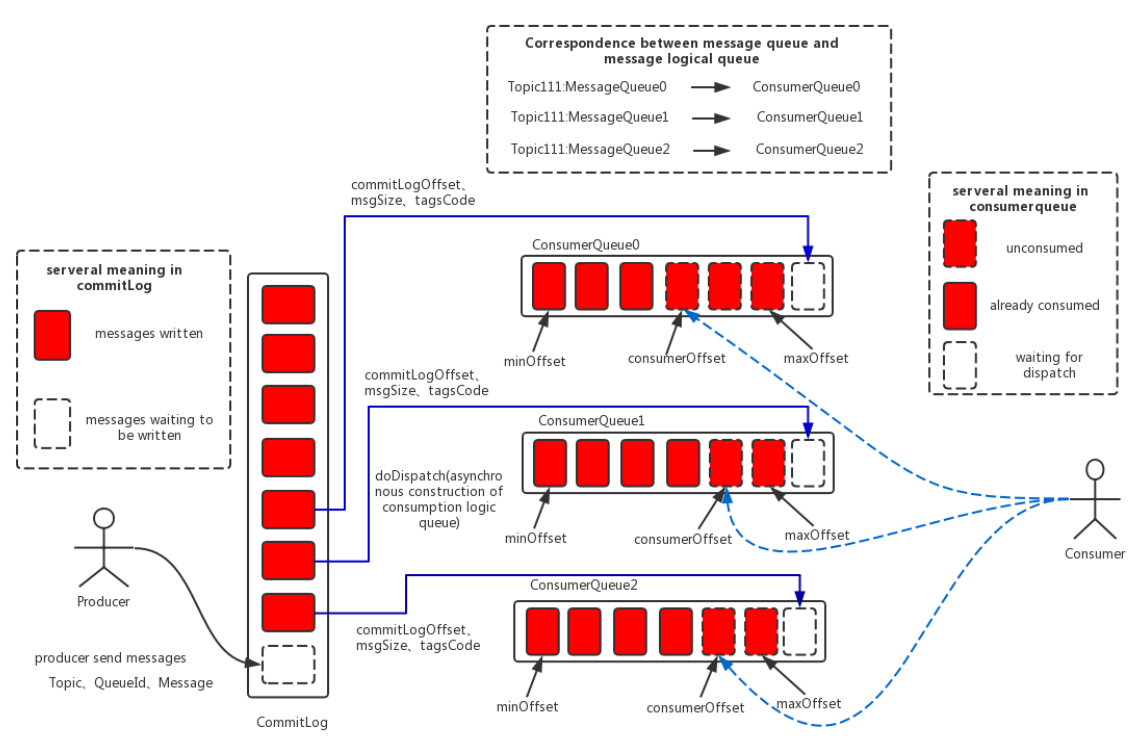 Correspondence between message queue and
message logical queue
Topic111:MessageQueue0
ConsumerQueue0
Topic111:MessageQueue1
ConsumerQueue1
Topic111:MessageQueue2
ConsumerQueue2
commitLogOffset、
msgSize、tagsCode
serveral meaning in
consumerqueue
unconsumed
already consumed
waiting for
dispatch
serveral meaning in
commitLog
messages written
messages waiting to
be written
ConsumerQueue0
minOffset
consumerOffset
maxOffset
commitLogOffset、
msgSize、tagsCode
ConsumerQueue1
doDispatch(asynchro
nous construction of
consumption logic
queue)
minOffset
consumerOffset
maxOffset
Consumer
Producer
ConsumerQueue2
commitLogOffset、
msgSize、tagsCode
producer send messages
Topic、QueueId、Message
minOffset
consumerOffset
maxOffset
CommitLog